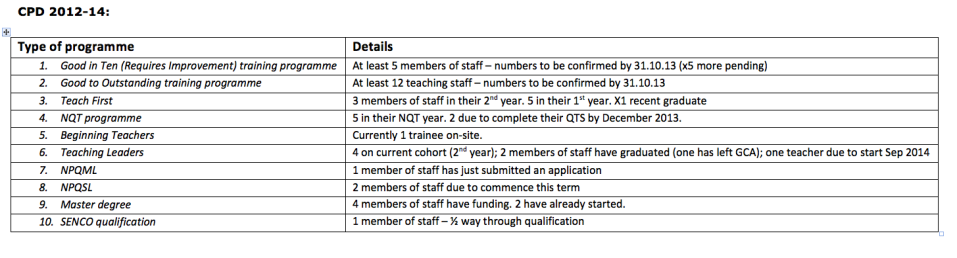 CPD 2012-14:
Type of programme Details
1. Good in Ten (Requires Improvement) training programme At least 5 members of staff – numbers to be confirmed by 31.10.13 (x5 more pending)
2. Good to Outstanding training programme At least 12 teaching staff – numbers to be confirmed by 31.10.13
3. Teach First 3 members of staff in their 2nd year. 5 in their 1st year. X1 recent graduate
4. NQT programme 5 in their NQT year. 2 due to complete their QTS by December 2013.
5. Beginning Teachers Currently 1 trainee on-site.
6. Teaching Leaders 4 on current cohort (2nd year); 2 members of staff have graduated (one has left GCA); one teacher due to start Sep 2014
7. NPQML 1 member of staff has just submitted an application
8. NPQSL 2 members of staff due to commence this term
9. Master degree 4 members of staff have funding. 2 have already started.
10. SENCO qualification 1 member of staff – ½ way through qualification